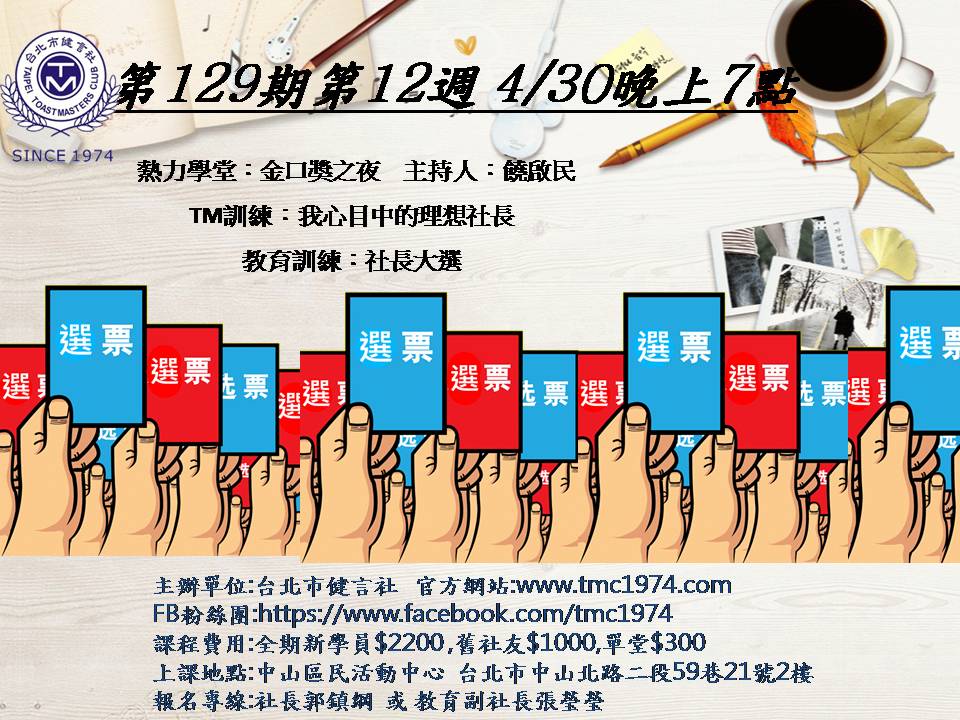 台北市健言社
TAIPEI TOASTMASTERS CLUB
TM
SINCE 1974
第129期第12週 4/30晚上7點
熱力學堂：金口獎之夜 主持人：饒啟民
TM訓練：我心目中的理想社長
教育訓練：社長大選
選票
選票
選票
選票
選票
選票
選票
主辦單位:台北市健言社 官方網站:www.tmc1974.com
FB粉絲團:https://www.facebook.com/tmc1974
課程費用:全期新學員$2200 ,舊社友$1000,單堂$300
上課地點:中山區民活動中心 台北市中山北路二段59巷21號2樓
報名專線:社長郭鎮綱 或 教育副社長張瑩瑩